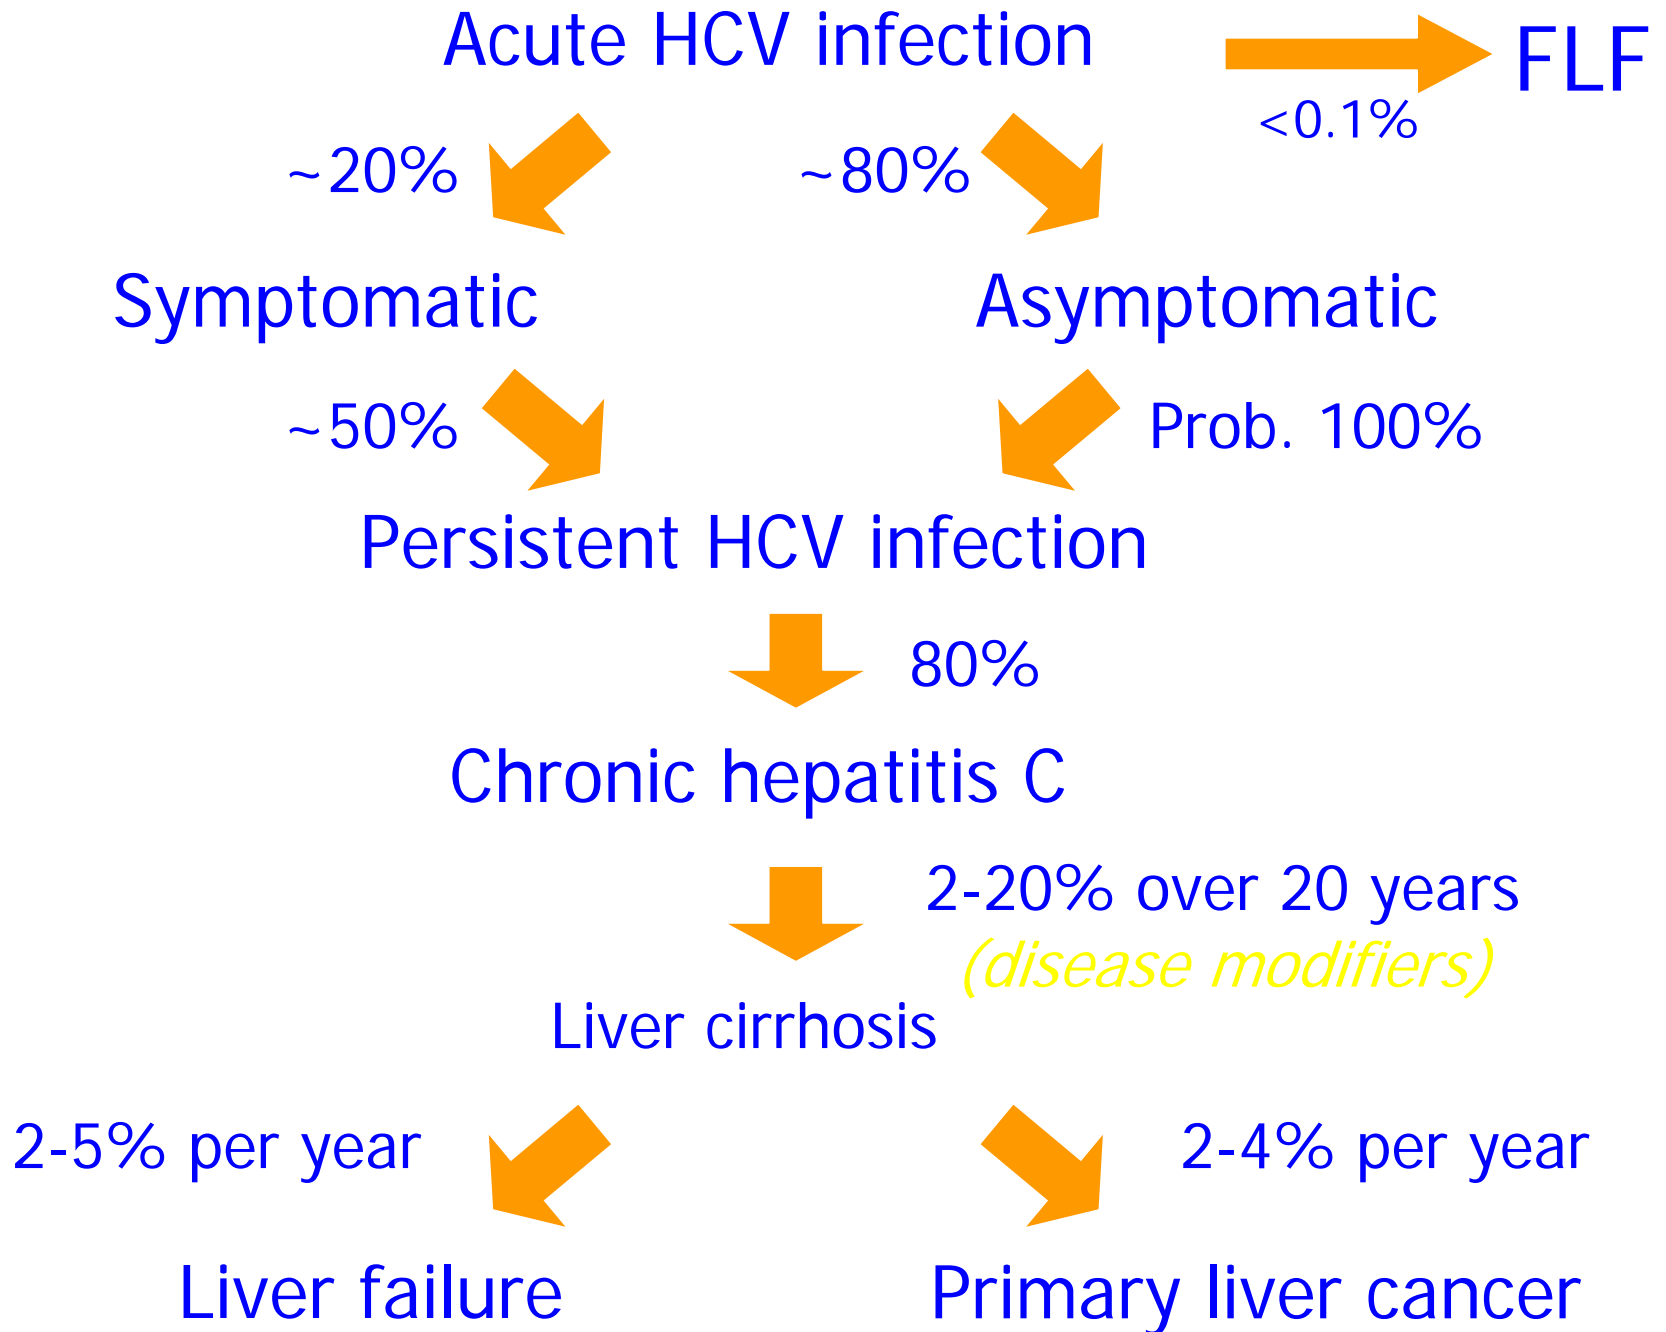 Acute HCV infection
FLF
<0.1%
~20%
~80%
Symptomatic
Asymptomatic
~50%
Prob. 100%
Persistent HCV infection
80%
Chronic hepatitis C
2-20% over 20 years
(disease modifiers)
Liver cirrhosis
2-5% per year
2-4% per year
Liver failure
Primary liver cancer